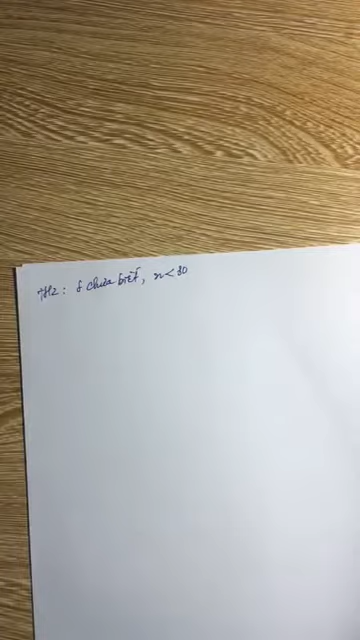 TH2: δ chưa biết, n < 30